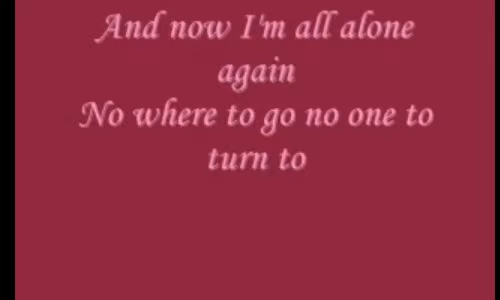 And now I'm all alone
again
No where to go no one to
turn to